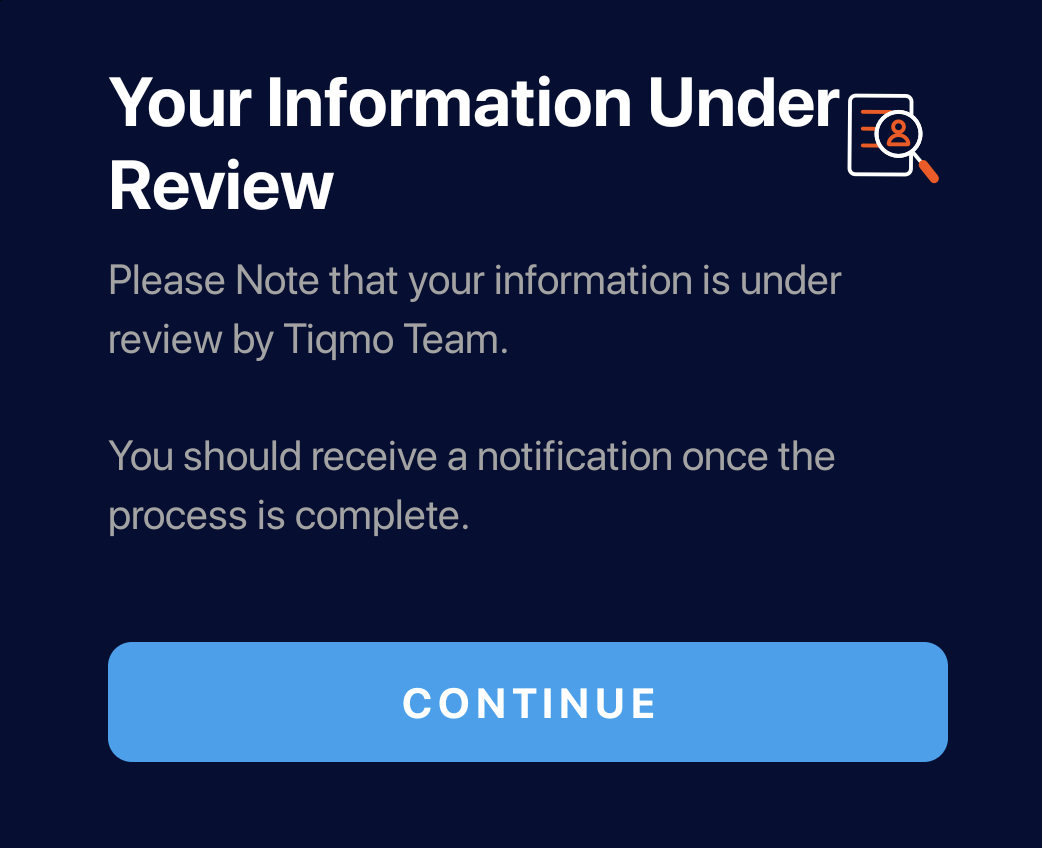 Your Information Under
Review
Please Note that your information is under
review by Tiqmo Team.
You should receive a notification once the
process is complete.
CONTINUE